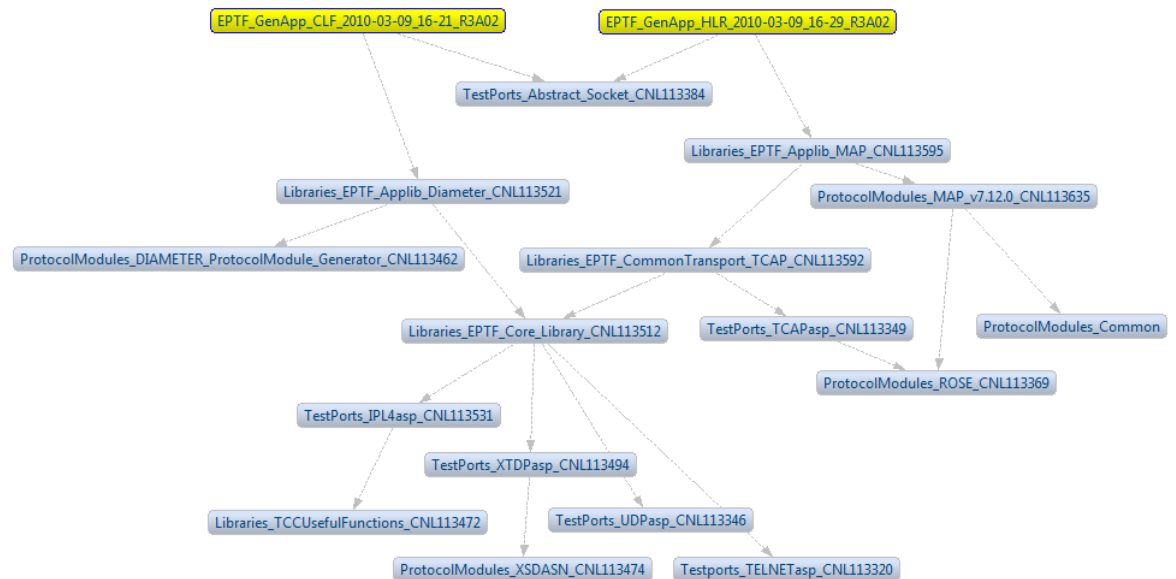 EPTF_GenApp_CLF_2010-03-09_16-21_R3A02
EPTF_GenApp_HLR_2010-03-09_16-29_R3A02
TestPorts_Abstract_Socket_CNL113384
Libraries_EPTF_Applib_MAP_CNL113595
Libraries_EPTF_Applib_Diameter_CNL113521
ProtocolModules_MAP_v7.12.0_CNL113635
ProtocolModules_DIAMETER_ProtocolModule_Generator_CNL113462
Libraries_EPTF_CommonTransport_TCAP_CNL113592
Libraries_EPTF_Core_Library_CNL113512
TestPorts_TCAPasp_CNL113349
ProtocolModules_Common
ProtocolModules_ROSE_CNL113369
TestPorts_IPL4asp_CNL113531
TestPorts_XTDPasp_CNL113494
Libraries_TCCUsefulFunctions_CNL113472
TestPorts_UDPasp_CNL113346
ProtocolModules_XSDASN_CNL113474
Testports_TELNETasp_CNL113320